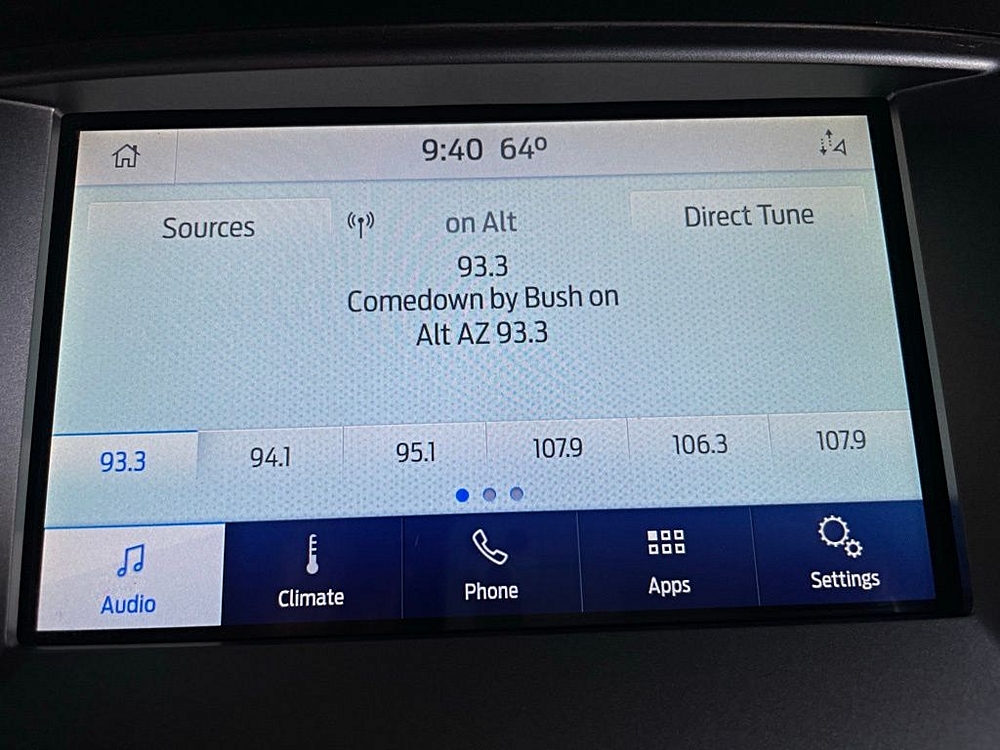 9:40 64º
Sources on Alt Direct Tune
93.3
Comedown by Bush on
Alt AZ 93.3
93.3 94.1 95.1 107.9 106.3 107.9
Audio Climate Phone Apps Settings